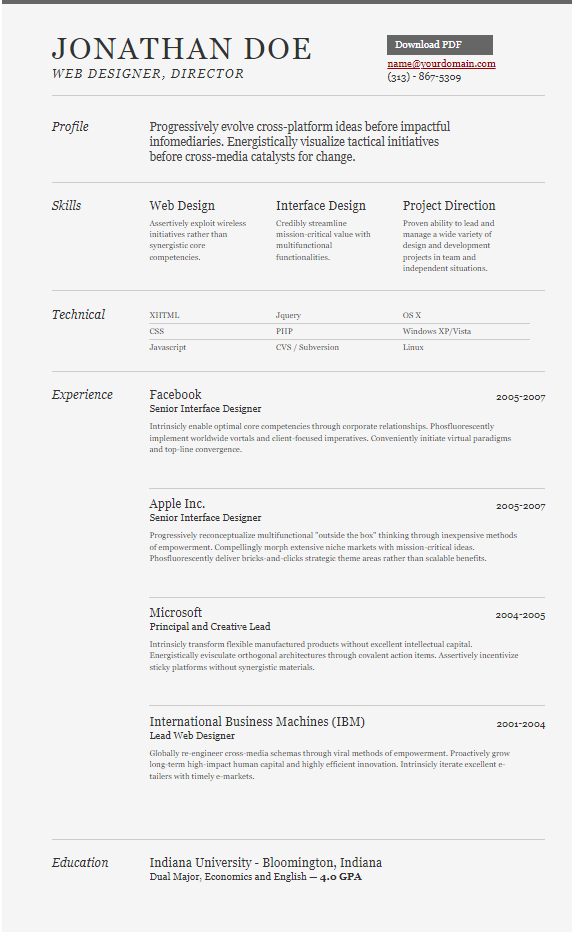 JONATHAN DOE
WEB DESIGNER, DIRECTOR
Download PDF
name@yourdomain.com
(313) - 867-5309
Profile
Progressively evolve cross-platform ideas before impactful
infomediaries. Energistically visualize tactical initiatives
before cross-media catalysts for change.
Skills
Web Design
Assertively exploit wireless
initiatives rather than
synergistic core
competencies.
Interface Design
Credibly streamline
mission-critical value with
multifunctional
functionalities.
Project Direction
Proven ability to lead and
manage a wide variety of
design and development
projects in team and
independent situations.
Technical
XHTML Jquery OS X
CSS PHP Windows XP/Vista
Javascript CVS / Subversion Linux
Experience
Facebook 2005-2007
Senior Interface Designer
Intrinsicly enable optimal core competencies through corporate relationships. Phosfluorescently
implement worldwide vortals and client-focused imperatives. Conveniently initiate virtual paradigms
and top-line convergence.
Apple Inc. 2005-2007
Senior Interface Designer
Progressively reconceptualize multifunctional "outside the box" thinking through inexpensive methods
of empowerment. Compellingly morph extensive niche markets with mission-critical ideas.
Phosfluorescently deliver bricks-and-clicks strategic theme areas rather than scalable benefits.
Microsoft 2004-2005
Principal and Creative Lead
Intrinsicly transform flexible manufactured products without excellent intellectual capital.
Energistically evisculate orthogonal architectures through covalent action items. Assertively incentivize
sticky platforms without synergistic materials.
International Business Machines (IBM) 2001-2004
Lead Web Designer
Globally re-engineer cross-media schemas through viral methods of empowerment. Proactively grow
long-term high-impact human capital and highly efficient innovation. Intrinsicly iterate excellent e-
tailers with timely e-markets.
Education
Indiana University - Bloomington, Indiana
Dual Major, Economics and English — 4.0 GPA